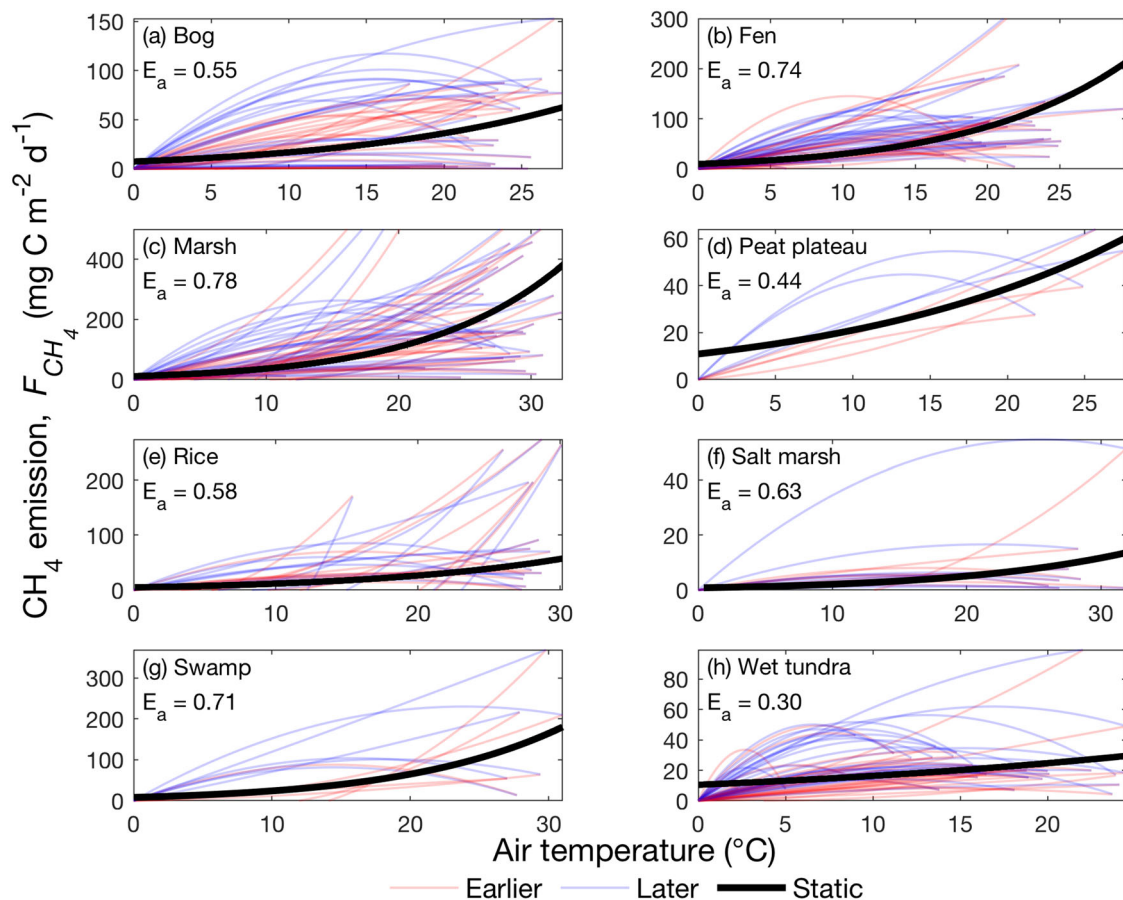 CH4 emission, FCH4 (mg C m-2 d-1)
(a) Bog
Ea = 0.55
150
100
50
0
0 5 10 15 20 25
(b) Fen
Ea = 0.74
300
200
100
0
0 5 10 15 20 25
(c) Marsh
Ea = 0.78
400
200
0
0 10 20 30
(d) Peat plateau
Ea = 0.44
60
40
20
0
0 5 10 15 20 25
(e) Rice
Ea = 0.58
200
100
0
0 10 20 30
(f) Salt marsh
Ea = 0.63
40
20
0
0 10 20 30
(g) Swamp
Ea = 0.71
300
200
100
0
0 10 20 30
(h) Wet tundra
Ea = 0.30
80
60
40
20
0
0 5 10 15 20
Air temperature (°C)
Earlier Later Static